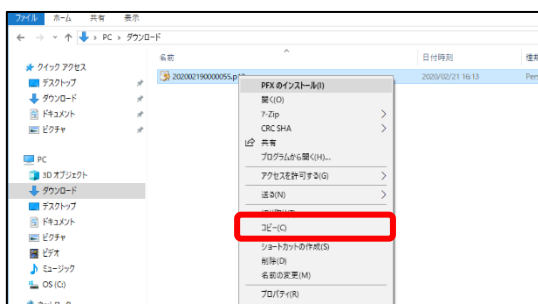 ファイル ホーム 共有 表示
PC > ダウンロード
名前 日付時刻 種類
クイック アクセス
デスクトップ
ダウンロード
ドキュメント
ピクチャ
PC
3D オブジェクト
ダウンロード
デスクトップ
ドキュメント
ピクチャ
ビデオ
ミュージック
OS (C:)
202002190000055.p12 2020/02/21 16:13 Pers
PFX のインストール(I)
開く(O)
7-Zip
CRC SHA
共有
プログラムから開く(H)...
アクセスを許可する(G)
送る(N)
コピー(C)
ショートカットの作成(S)
削除(D)
名前の変更(M)
プロパティ(R)